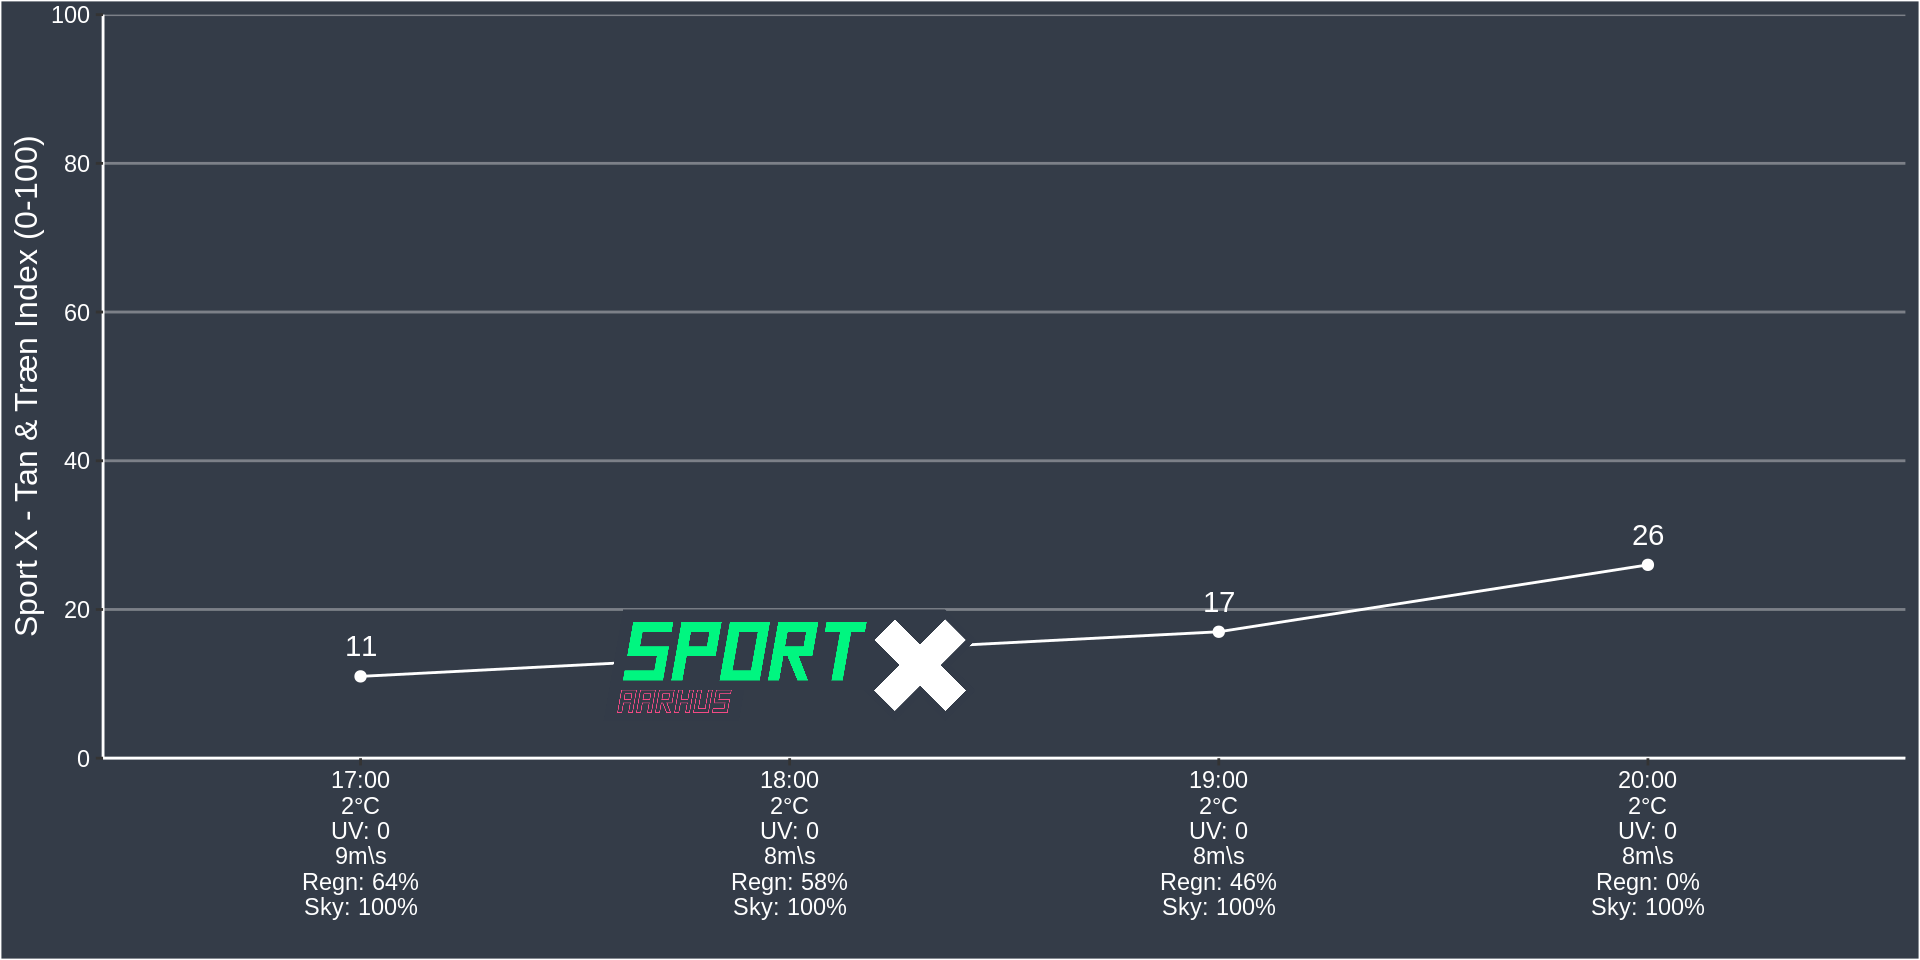 Sport X - Tan & Træn Index (0-100)
100
80
60
40
20
0
11
17
26
SPORT X
AARHUS
17:00
2°C
UV: 0
9m\s
Regn: 64%
Sky: 100%
18:00
2°C
UV: 0
8m\s
Regn: 58%
Sky: 100%
19:00
2°C
UV: 0
8m\s
Regn: 46%
Sky: 100%
20:00
2°C
UV: 0
8m\s
Regn: 0%
Sky: 100%